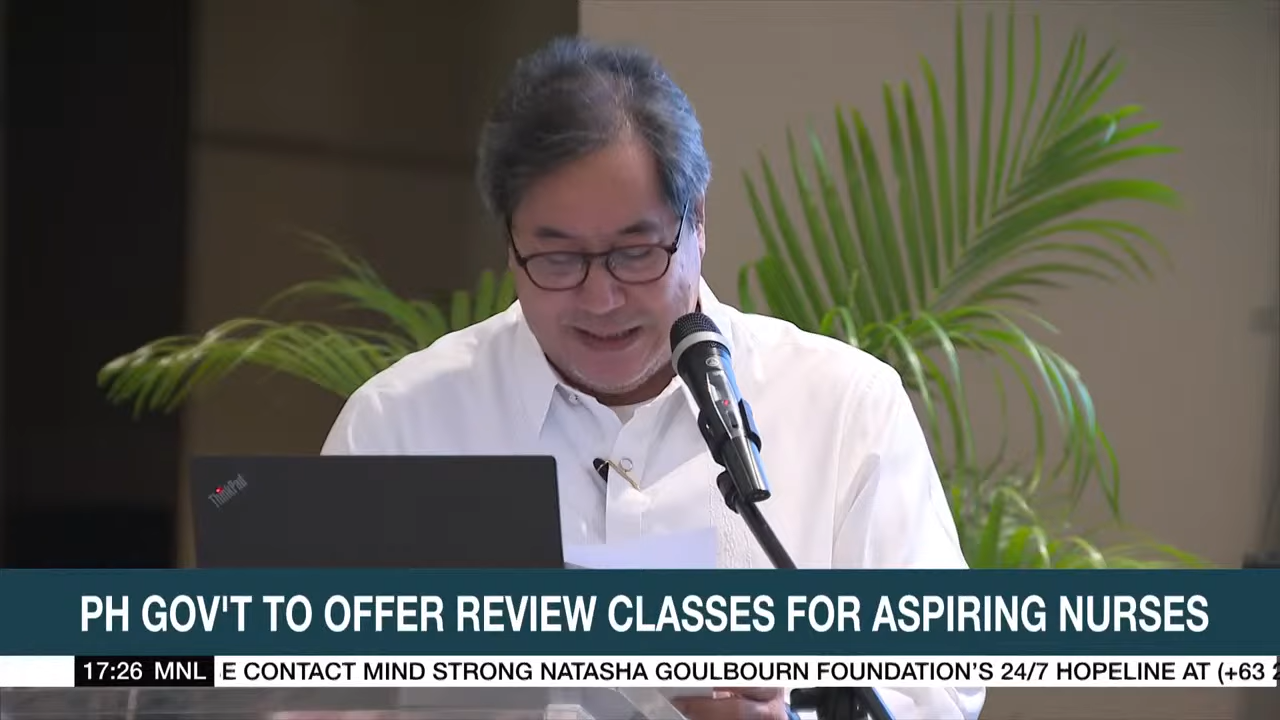 ThinkPad
PH GOV'T TO OFFER REVIEW CLASSES FOR ASPIRING NURSES
17:26 MNL E CONTACT MIND STRONG NATASHA GOULBOURN FOUNDATION'S 24/7 HOPELINE AT (+63